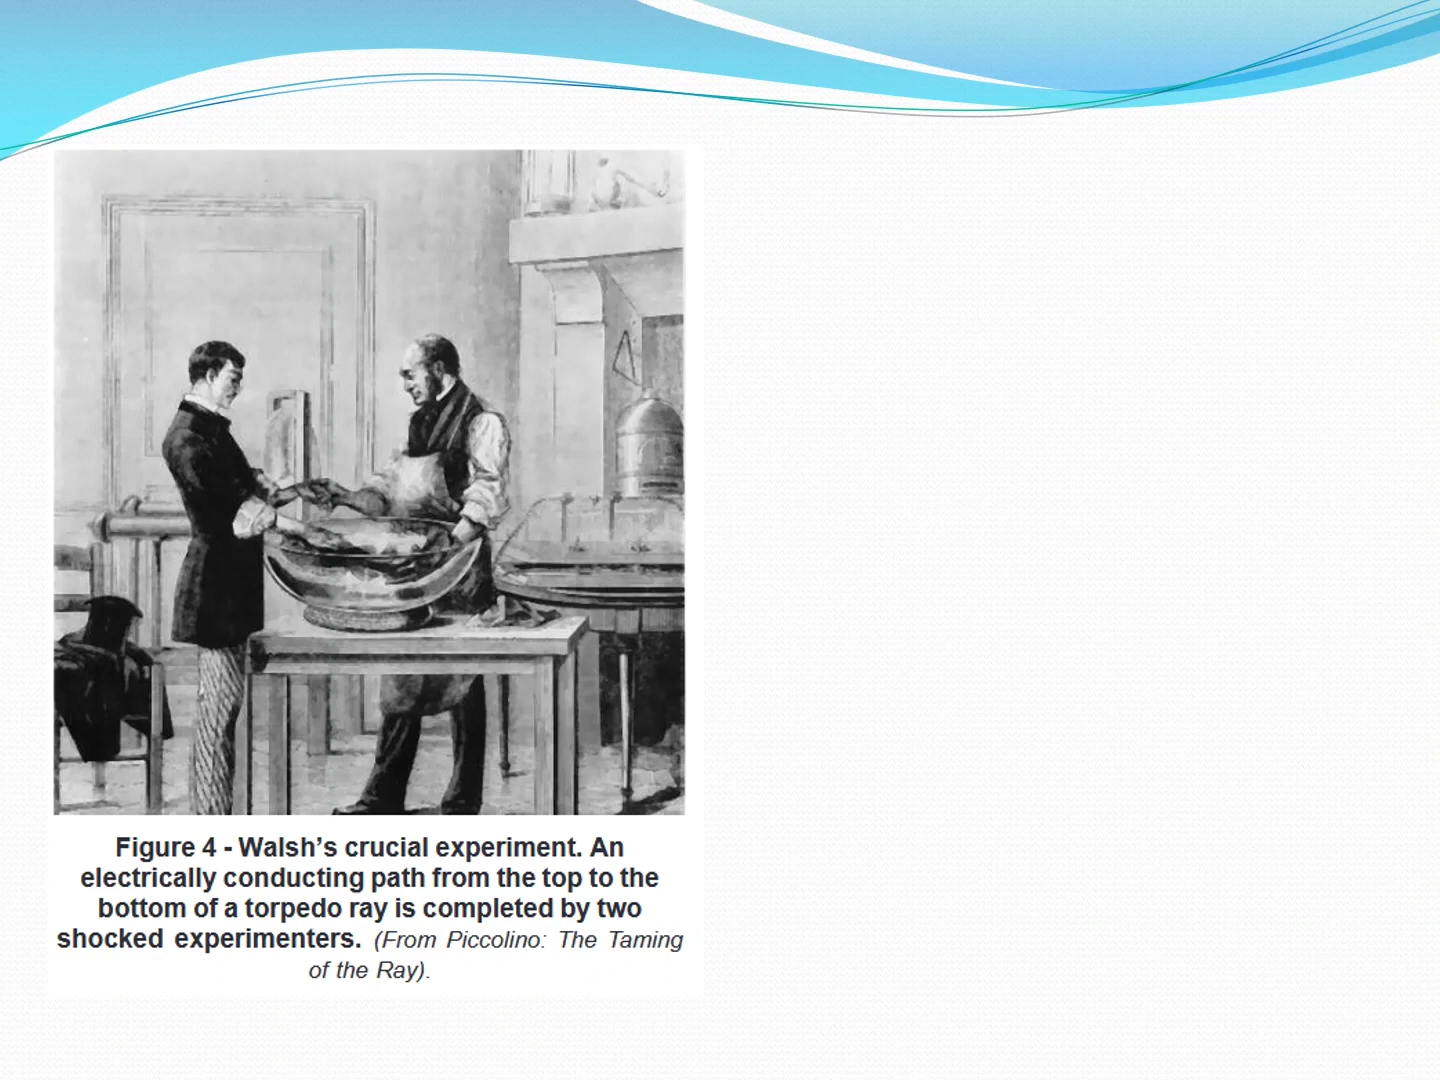 Figure 4 - Walsh’s crucial experiment. An
electrically conducting path from the top to the
bottom of a torpedo ray is completed by two
shocked experimenters. (From Piccolino: The Taming
of the Ray).